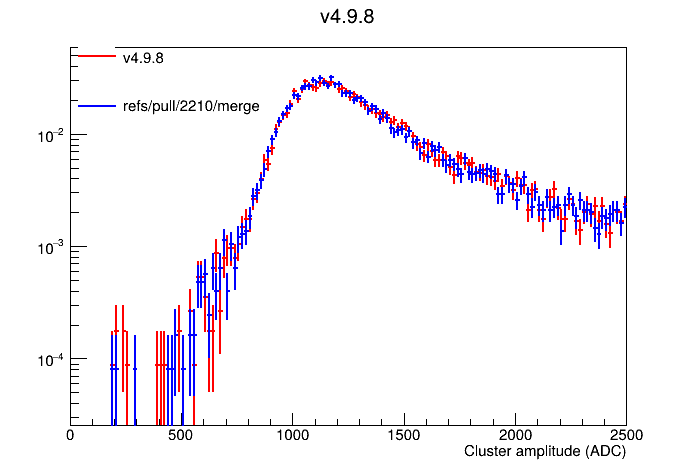 v4.9.8
v4.9.8
refs/pull/2210/merge
10⁻²
10⁻³
10⁻⁴
0 500 1000 1500 2000 2500
Cluster amplitude (ADC)